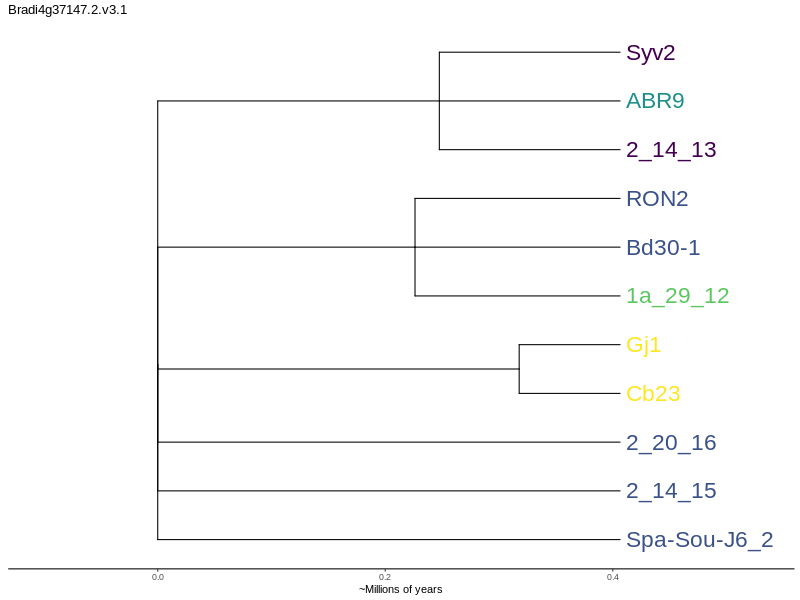 Bradi4g37147.2.v3.1
Syv2
ABR9
2_14_13
RON2
Bd30-1
1a_29_12
Gj1
Cb23
2_20_16
2_14_15
Spa-Sou-J6_2
0.0 0.2 0.4
~Millions of years